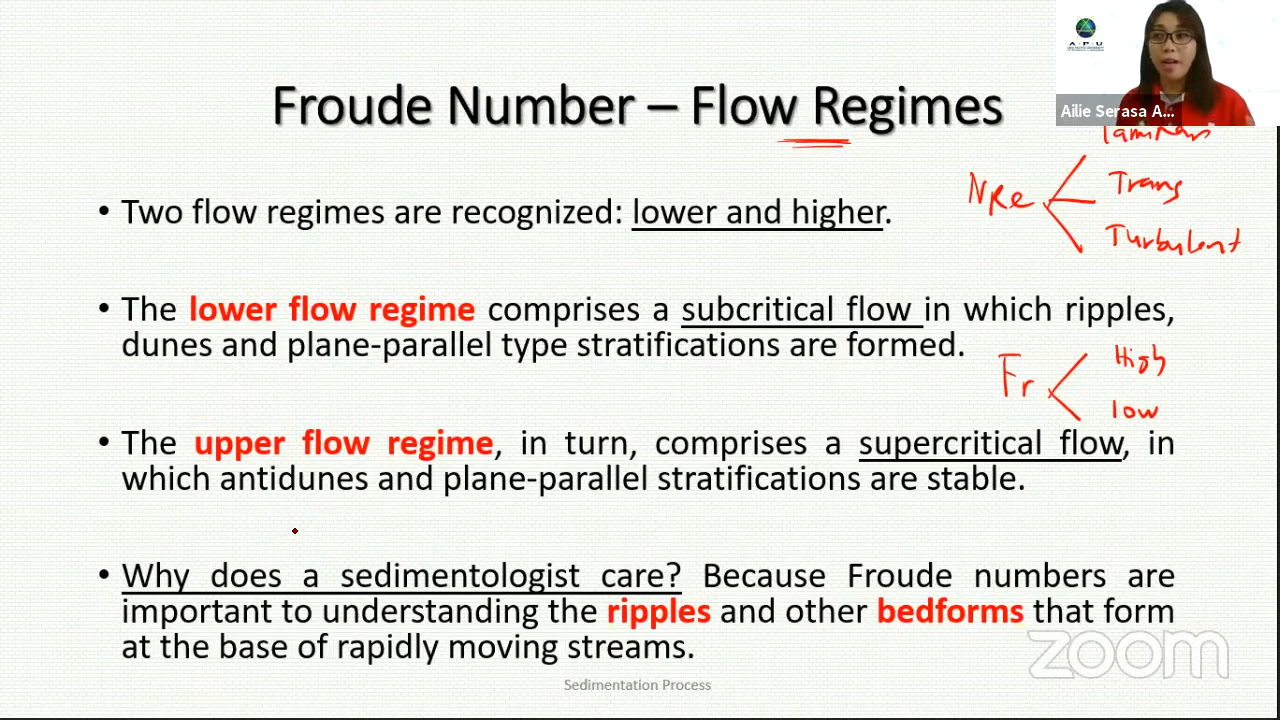 A • P • U
Ailie Serasa A...
Froude Number – Flow Regimes
Laminar
NRe
Trans
Turbulent
• Two flow regimes are recognized: lower and higher.
• The lower flow regime comprises a subcritical flow in which ripples,
dunes and plane-parallel type stratifications are formed.
Fr
High
low
• The upper flow regime, in turn, comprises a supercritical flow, in
which antidunes and plane-parallel stratifications are stable.
• Why does a sedimentologist care? Because Froude numbers are
important to understanding the ripples and other bedforms that form
at the base of rapidly moving streams.
zoom
Sedimentation Process